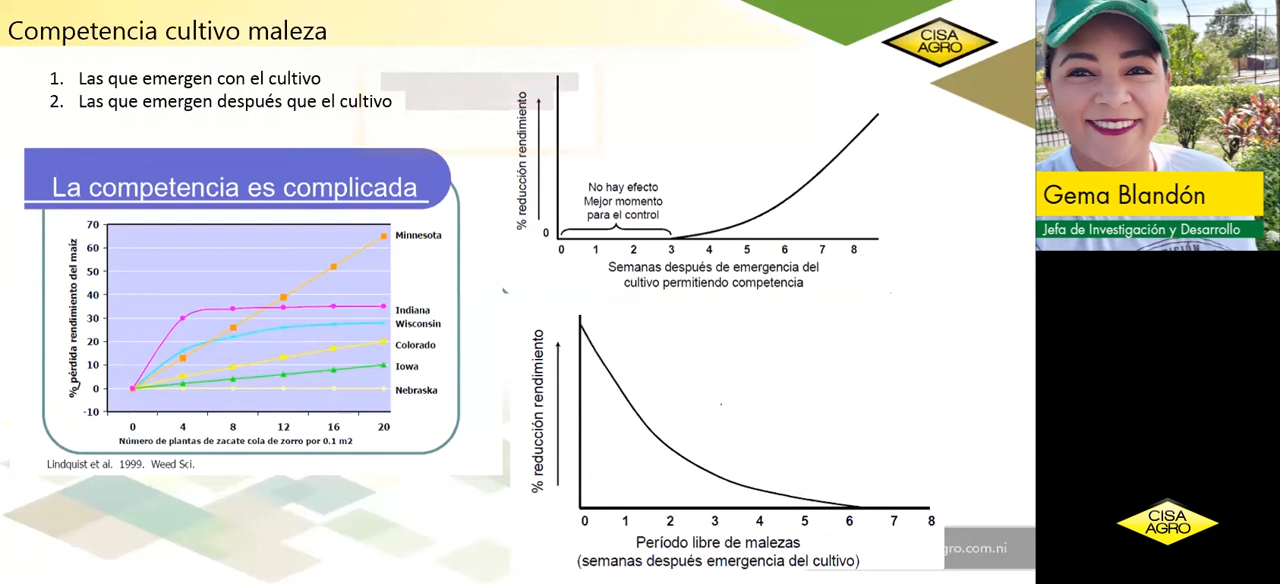 Competencia cultivo maleza
1. Las que emergen con el cultivo
2. Las que emergen después que el cultivo
La competencia es complicada
% pérdida rendimiento del maíz
70
60
50
40
30
20
10
0
-10
0 4 8 12 16 20
Número de plantas de zacate cola de zorro por 0.1 m2
Minnesota
Indiana
Wisconsin
Colorado
Iowa
Nebraska
Lindquist et al. 1999. Weed Sci.
% reducción rendimiento
0
No hay efecto
Mejor momento
para el control
0 1 2 3 4 5 6 7 8
Semanas después de emergencia del
cultivo permitiendo competencia
% reducción rendimiento
0 1 2 3 4 5 6 7 8
Período libre de malezas
(semanas después emergencia del cultivo)
gro.com.ni
CISA
AGRO
Gema Blandón
Jefa de Investigación y Desarrollo
CISA
AGRO